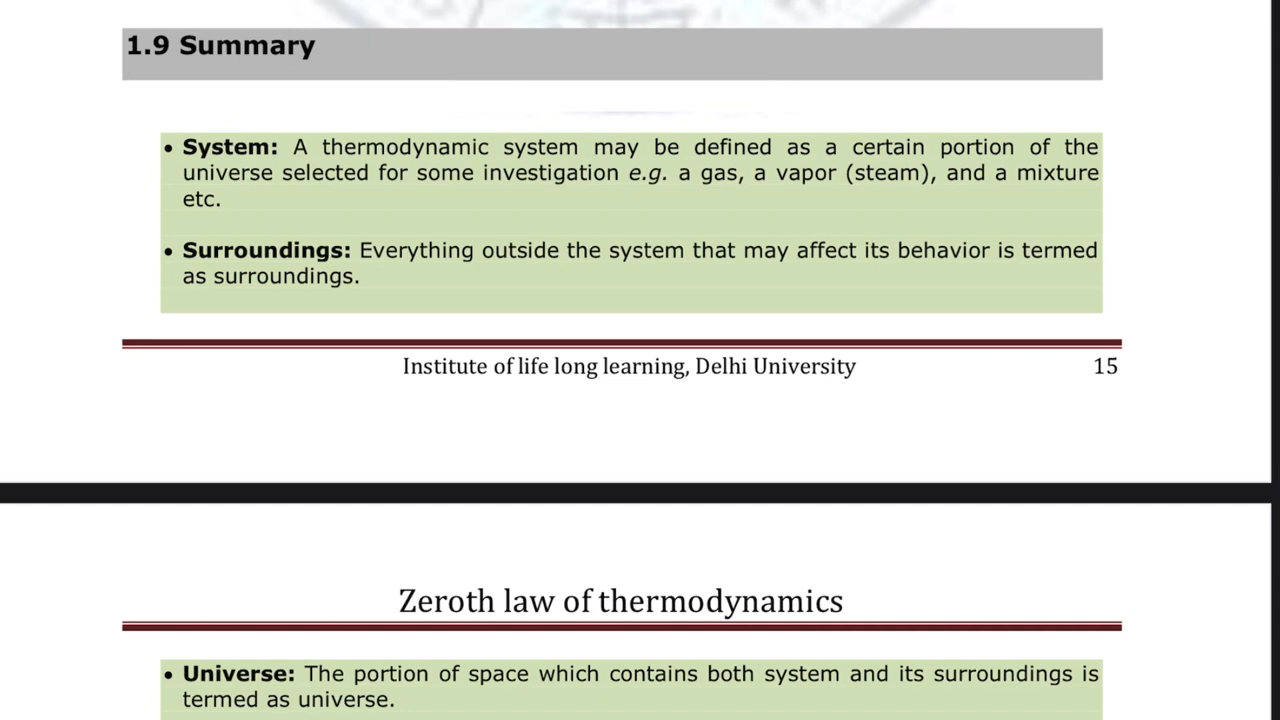 1.9 Summary
• System: A thermodynamic system may be defined as a certain portion of the
universe selected for some investigation e.g. a gas, a vapor (steam), and a mixture
etc.
• Surroundings: Everything outside the system that may affect its behavior is termed
as surroundings.
Institute of life long learning, Delhi University 15
Zeroth law of thermodynamics
• Universe: The portion of space which contains both system and its surroundings is
termed as universe.